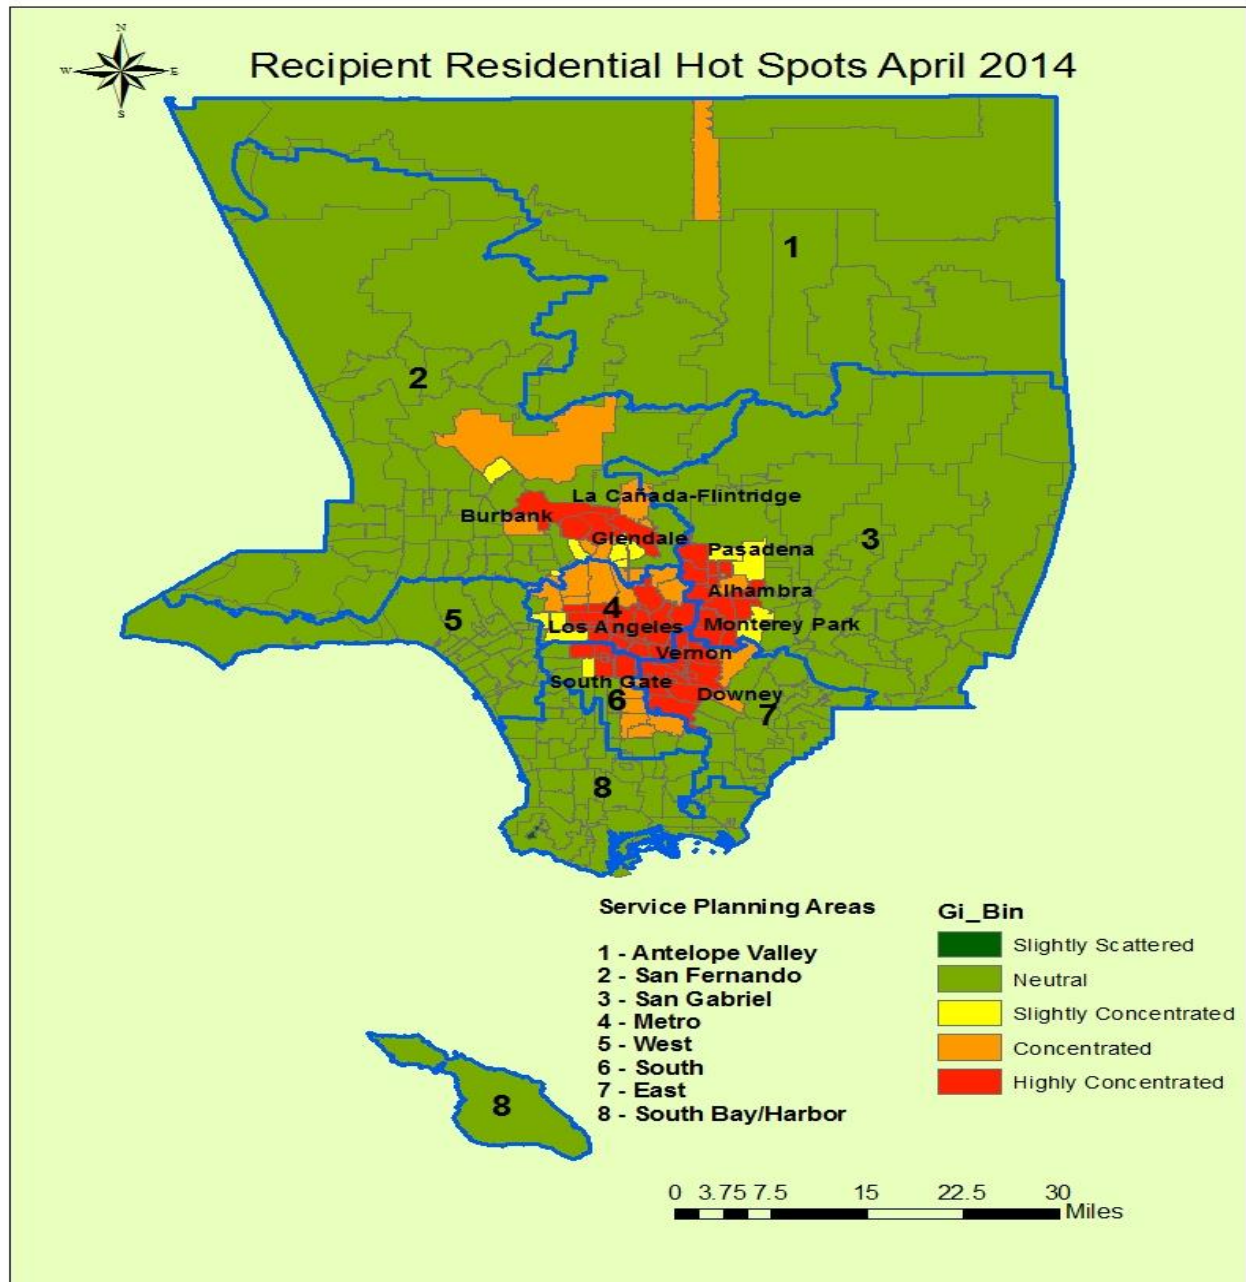 N
W E
S
Recipient Residential Hot Spots April 2014
1
2
La Cañada-Flintridge
Burbank
Glendale
Pasadena
3
Alhambra
4
5
Los Angeles
Monterey Park
Vernon
South Gate
Downey
6
7
8
Service Planning Areas
1 - Antelope Valley
2 - San Fernando
3 - San Gabriel
4 - Metro
5 - West
6 - South
7 - East
8 - South Bay/Harbor
Gi_Bin
Slightly Scattered
Neutral
Slightly Concentrated
Concentrated
Highly Concentrated
8
0 3.75 7.5 15 22.5 30
Miles